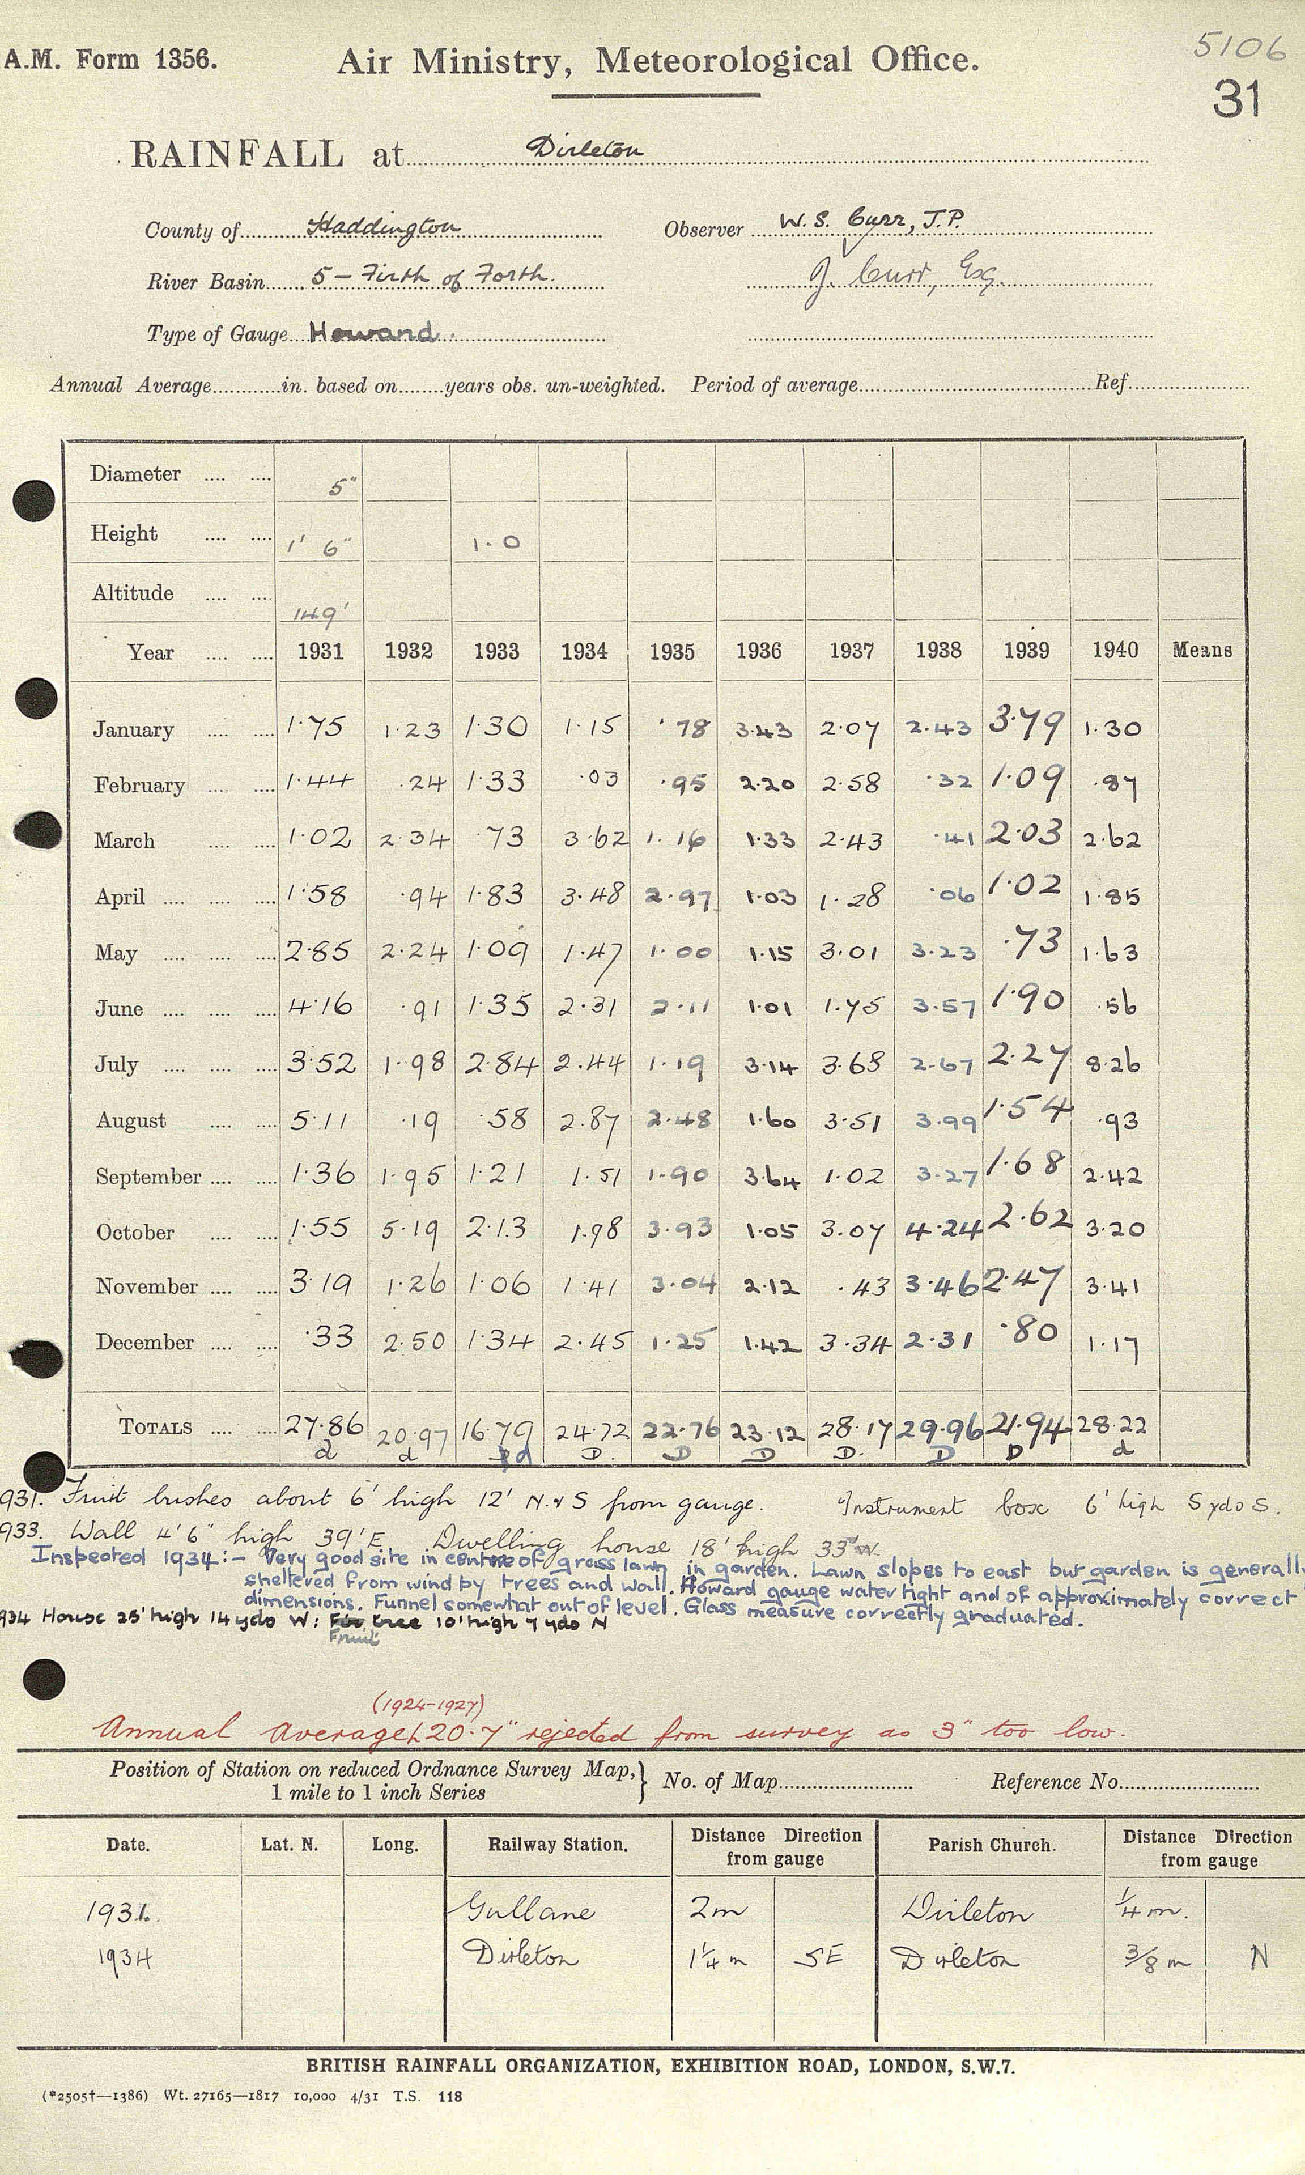 5106
A.M. Form 1356. Air Ministry, Meteorological Office.
31
RAINFALL at Dirleton
County of Haddington Observer W. S. Curr, J.P.
River Basin 5 - Firth of Forth. J. Curr, Esq.
Type of Gauge Howard
Annual Average in. based on years obs. un-weighted. Period of average Ref.
Diameter 5"
Height 1' 6" 1.0
Altitude 149'
Year 1931 1932 1933 1934 1935 1936 1937 1938 1939 1940 Means
January 1.75 1.23 1.30 1.15 .78 3.43 2.07 2.43 3.79 1.30
February 1.44 .24 1.33 .03 .95 2.20 2.58 .32 1.09 .87
March 1.02 2.34 .73 3.62 1.16 1.33 2.43 .41 2.03 2.62
April 1.58 .94 1.83 3.48 2.97 1.03 1.28 .06 1.02 1.85
May 2.85 2.24 1.09 1.47 1.00 1.15 3.01 3.23 .73 1.63
June 4.16 .91 1.35 2.31 2.11 1.01 1.75 3.57 1.90 .56
July 3.52 1.98 2.84 2.44 1.19 3.14 3.68 2.67 2.27 8.26
August 5.11 .19 .58 2.87 2.48 1.60 3.51 3.99 1.54 .93
September 1.36 1.95 1.21 1.51 1.90 3.64 1.02 3.27 1.68 2.42
October 1.55 5.19 2.13 1.98 3.93 1.05 3.07 4.24 2.62 3.20
November 3.19 1.26 1.06 1.41 3.04 2.12 .43 3.46 2.47 3.41
December .33 2.50 1.34 2.45 1.25 1.42 3.34 2.31 .80 1.17
TOTALS 27.86 20.97 16.79 24.72 22.76 23.12 28.17 29.96 21.94 28.22
d d d D. D D D. D D d
931. Fruit bushes about 6' high 12' N. & S from gauge. Instrument box 6' high 5 yds S.
933. Wall 4' 6" high 39' E. Dwelling house 18' high 33' W.
Inspected 1934:- Very good site in centre of grass lawn in garden. Lawn slopes to east but garden is generall
sheltered from wind by trees and wall. Howard gauge water tight and of approximately correct
dimensions. Funnel somewhat out of level. Glass measure correctly graduated.
934 House 25' high 14 yds W: Fir tree 10' high 7 yds N
Fruit
(1924-1927)
Annual Average 20.7" rejected from survey as 3" too low.
Position of Station on reduced Ordnance Survey Map, 1 mile to 1 inch Series } No. of Map Reference No.
Date. Lat. N. Long. Railway Station. Distance Direction from gauge Parish Church. Distance Direction from gauge
1931. Gullane 2m Dirleton 1/4 m.
1934 Dirleton 1 1/4 m SE Dirleton 3/8 m N
BRITISH RAINFALL ORGANIZATION, EXHIBITION ROAD, LONDON, S.W.7.
(*2505†—1386) Wt. 27165—1817 10,000 4/31 T.S. 118